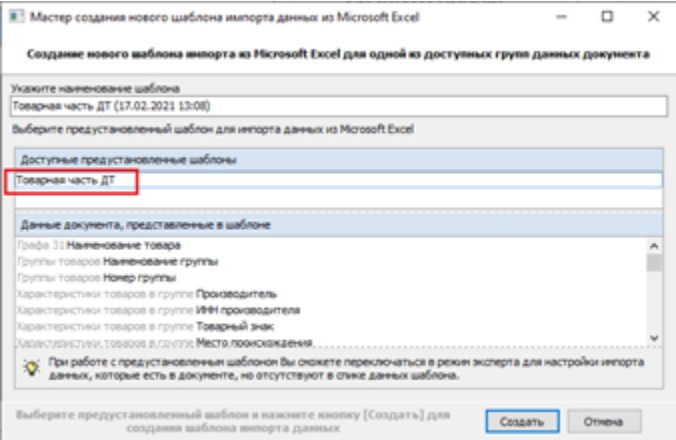 Мастер создания нового шаблона импорта данных из Microsoft Excel
Создание нового шаблона импорта из Microsoft Excel для одной из доступных групп данных документа
Укажите наименование шаблона
Товарная часть ДТ (17.02.2021 13:08)
Выберите предустановленный шаблон для импорта данных из Microsoft Excel
Доступные предустановленные шаблоны
Товарная часть ДТ
Данные документа, представленные в шаблоне
Графа 31 Наименование товара
Группы товаров Наименование группы
Группы товаров Номер группы
Характеристики товаров в группе Производитель
Характеристики товаров в группе ИНН производителя
Характеристики товаров в группе Товарный знак
Характеристики товаров в группе Место происхождения
При работе с предустановленным шаблоном Вы сможете переключаться в режим эксперта для настройки импорта
данных, которые есть в документе, но отсутствуют в списке данных шаблона.
Выберите предустановленный шаблон и нажмите кнопку [Создать] для
создания шаблона импорта данных
Создать
Отмена